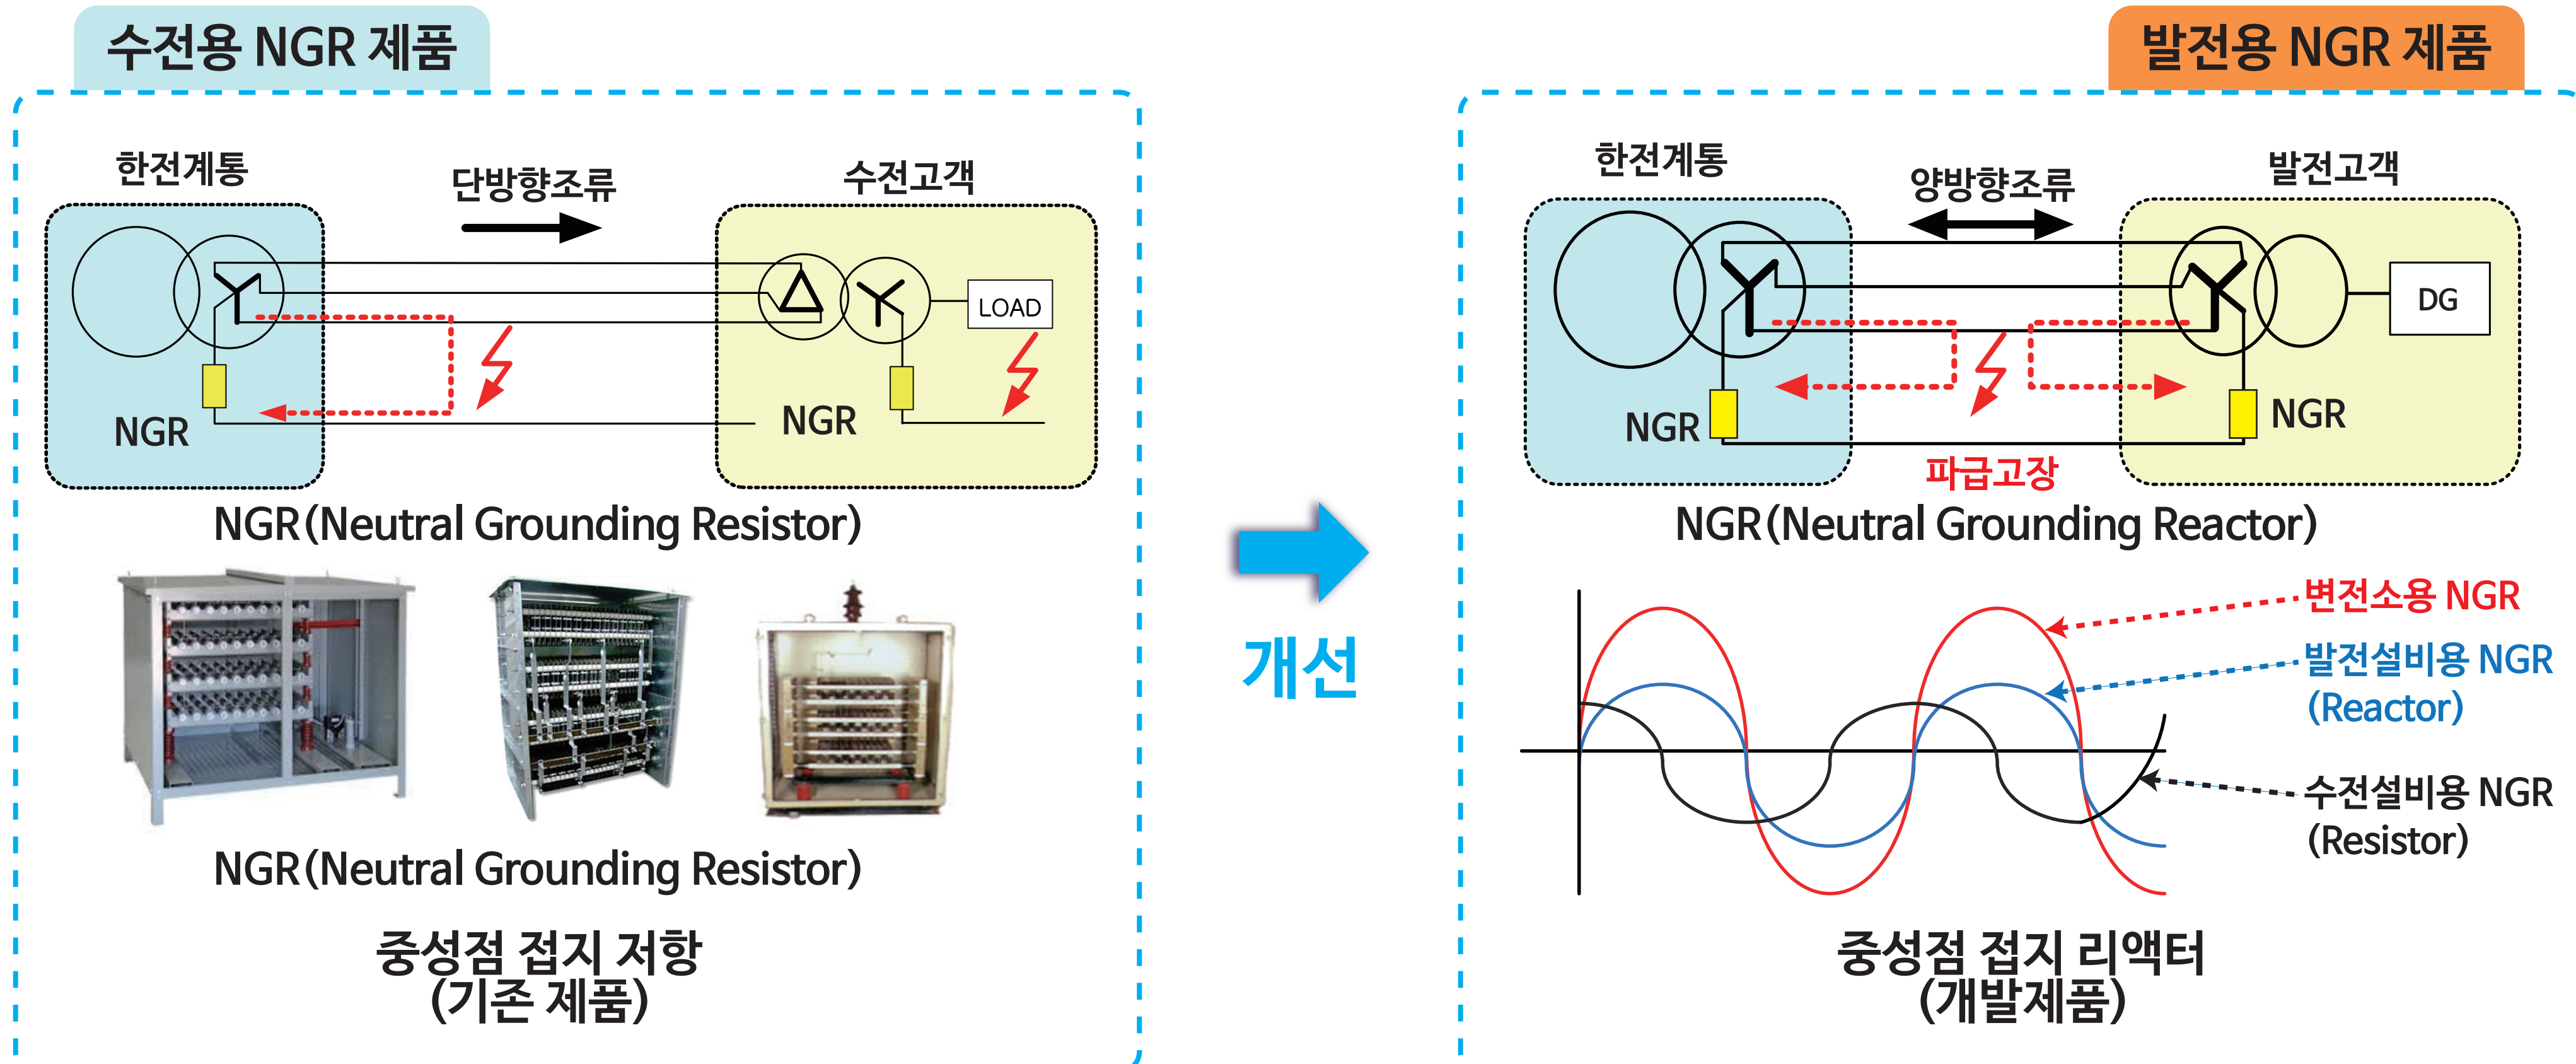 수전용 NGR 제품
한전계통
단방향조류
수전고객
LOAD
NGR
NGR
NGR(Neutral Grounding Resistor)
NGR(Neutral Grounding Resistor)
중성점 접지 저항
(기존 제품)
개선
발전용 NGR 제품
한전계통
양방향조류
발전고객
DG
NGR
NGR
파급고장
NGR(Neutral Grounding Reactor)
변전소용 NGR
발전설비용 NGR
(Reactor)
수전설비용 NGR
(Resistor)
중성점 접지 리액터
(개발제품)